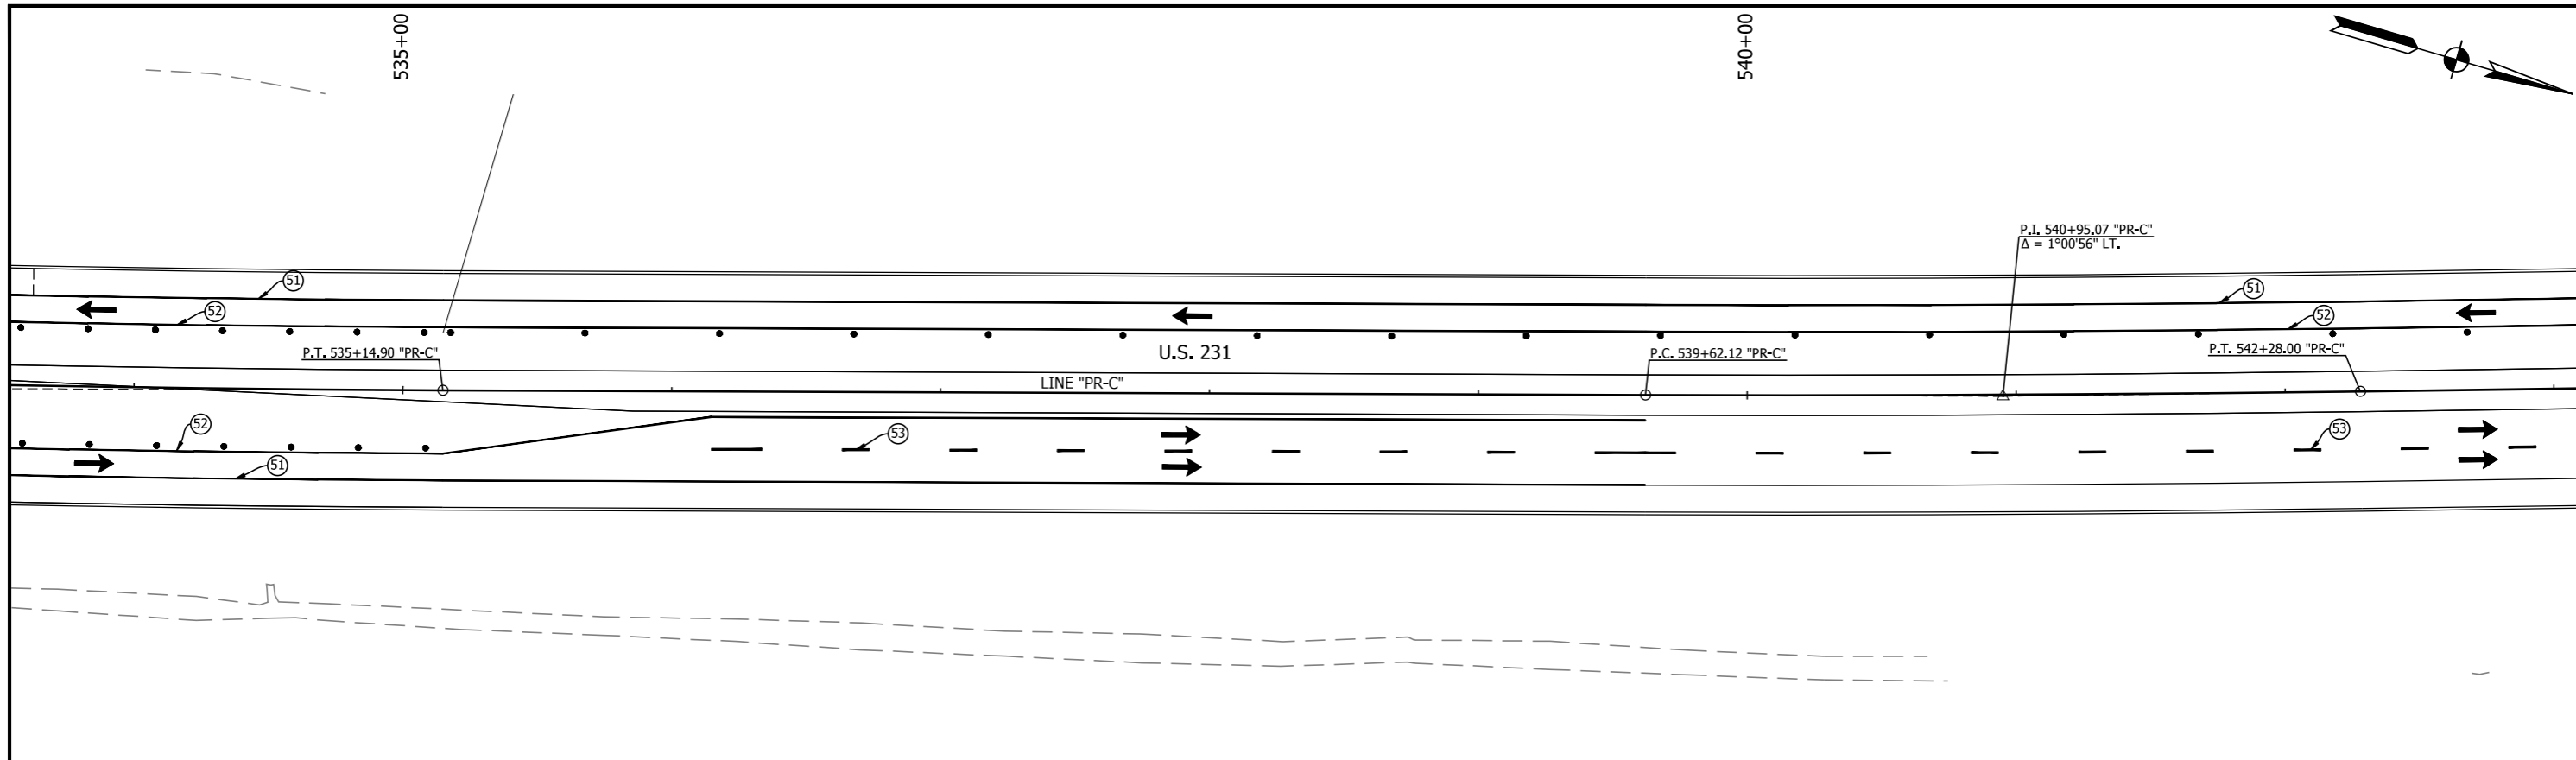 535+00
540+00
P.I. 540+95.07 "PR-C"
Δ = 1°00'56" LT.
51
51
52
52
P.T. 535+14.90 "PR-C"
U.S. 231
P.C. 539+62.12 "PR-C"
P.T. 542+28.00 "PR-C"
LINE "PR-C"
52
53
53
51